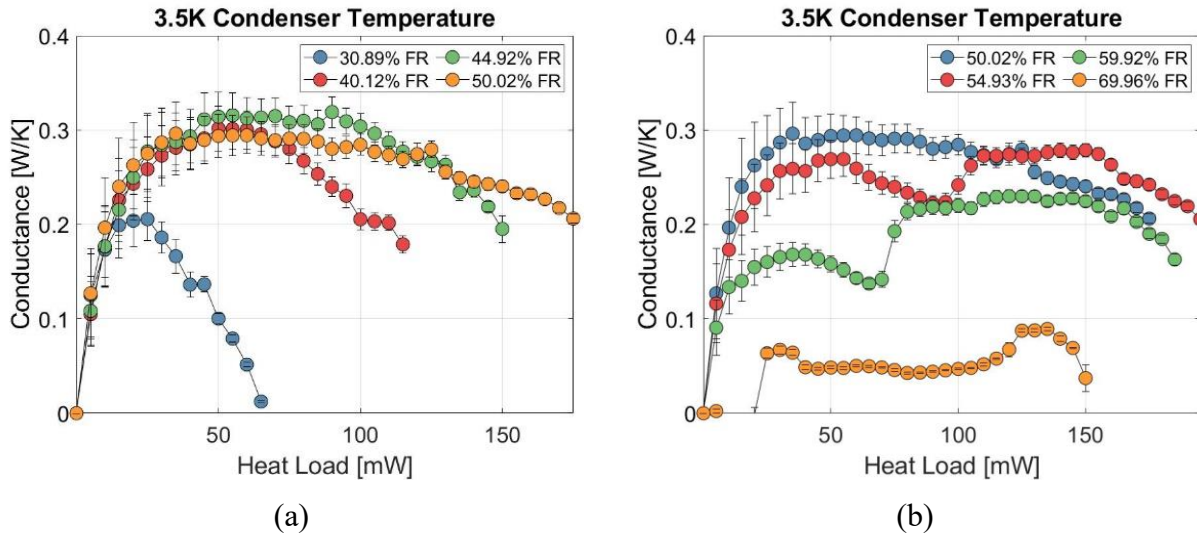 3.5K Condenser Temperature
0.4
0.3
0.2
0.1
0
Conductance [W/K]
30.89% FR
44.92% FR
40.12% FR
50.02% FR
50
100
150
Heat Load [mW]
(a)
3.5K Condenser Temperature
0.4
0.3
0.2
0.1
0
Conductance [W/K]
50.02% FR
59.92% FR
54.93% FR
69.96% FR
50
100
150
Heat Load [mW]
(b)